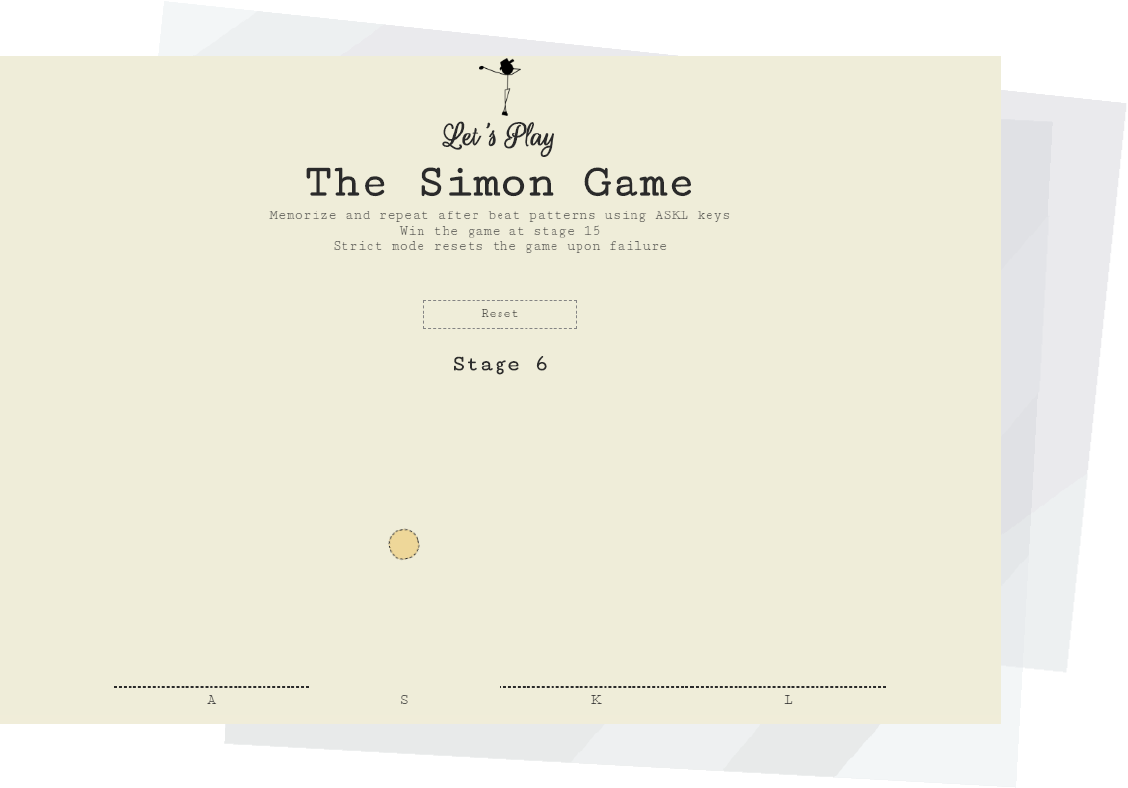 Let's Play
The Simon Game
Memorize and repeat after beat patterns using ASKL keys
Win the game at stage 15
Strict mode resets the game upon failure
Reset
Stage 6
A S K L